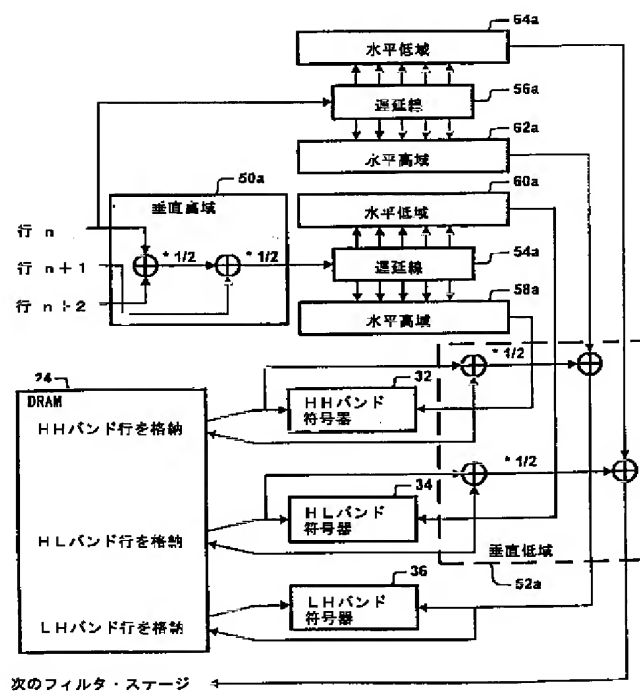 64a
水平低域
56a
遅延線
62a
水平高域
50a
60a
垂直高域
水平低域
行 n
* 1/2
* 1/2
行 n + 1
遅延線
54a
行 n + 2
58a
水平高域
* 1/2
24
32
DRAM
HHバンド
符号器
HHバンド行を格納
* 1/2
34
HLバンド
符号器
HLバンド行を格納
垂直低域
36
52a
LHバンド
符号器
LHバンド行を格納
次のフィルタ・ステージ